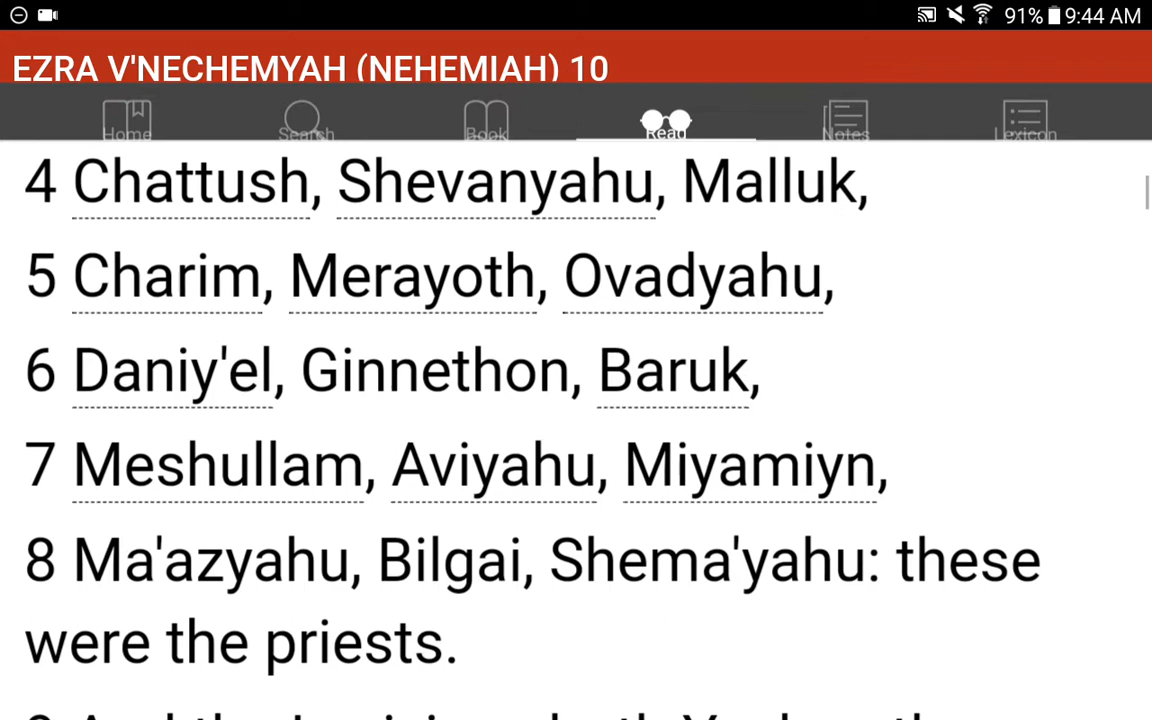 91% 9:44 AM
EZRA V'NECHEMYAH (NEHEMIAH) 10
Home Search Book Read Notes Lexicon
4 Chattush, Shevanyahu, Malluk,
5 Charim, Merayoth, Ovadyahu,
6 Daniy'el, Ginnethon, Baruk,
7 Meshullam, Aviyahu, Miyamiyn,
8 Ma'azyahu, Bilgai, Shema'yahu: these
were the priests.